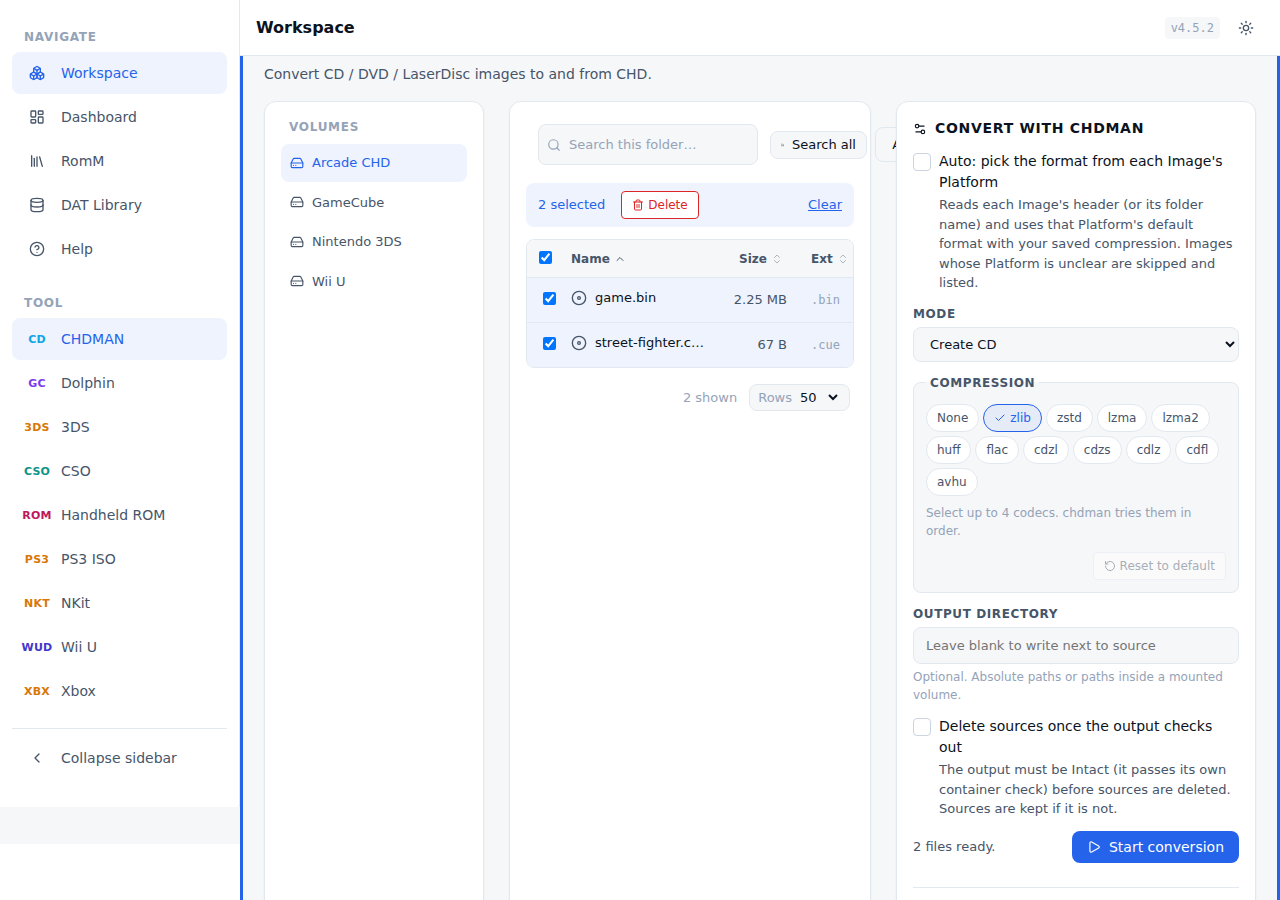 NAVIGATE
Workspace
Dashboard
RomM
DAT Library
Help
TOOL
CD CHDMAN
GC Dolphin
3DS 3DS
CSO CSO
ROM Handheld ROM
PS3 PS3 ISO
NKT NKit
WUD Wii U
XBX Xbox
Collapse sidebar
Workspace
v4.5.2
Convert CD / DVD / LaserDisc images to and from CHD.
VOLUMES
Arcade CHD
GameCube
Nintendo 3DS
Wii U
Search this folder…
Search all
2 selected
Delete
Clear
Name
Size
Ext
game.bin 2.25 MB .bin
street-fighter.c… 67 B .cue
2 shown
Rows 50
CONVERT WITH CHDMAN
Auto: pick the format from each Image's
Platform
Reads each Image's header (or its folder
name) and uses that Platform's default
format with your saved compression. Images
whose Platform is unclear are skipped and
listed.
MODE
Create CD
COMPRESSION
None zlib zstd lzma lzma2
huff flac cdzl cdzs cdlz cdfl
avhu
Select up to 4 codecs. chdman tries them in
order.
Reset to default
OUTPUT DIRECTORY
Leave blank to write next to source
Optional. Absolute paths or paths inside a mounted
volume.
Delete sources once the output checks
out
The output must be Intact (it passes its own
container check) before sources are deleted.
Sources are kept if it is not.
2 files ready.
Start conversion